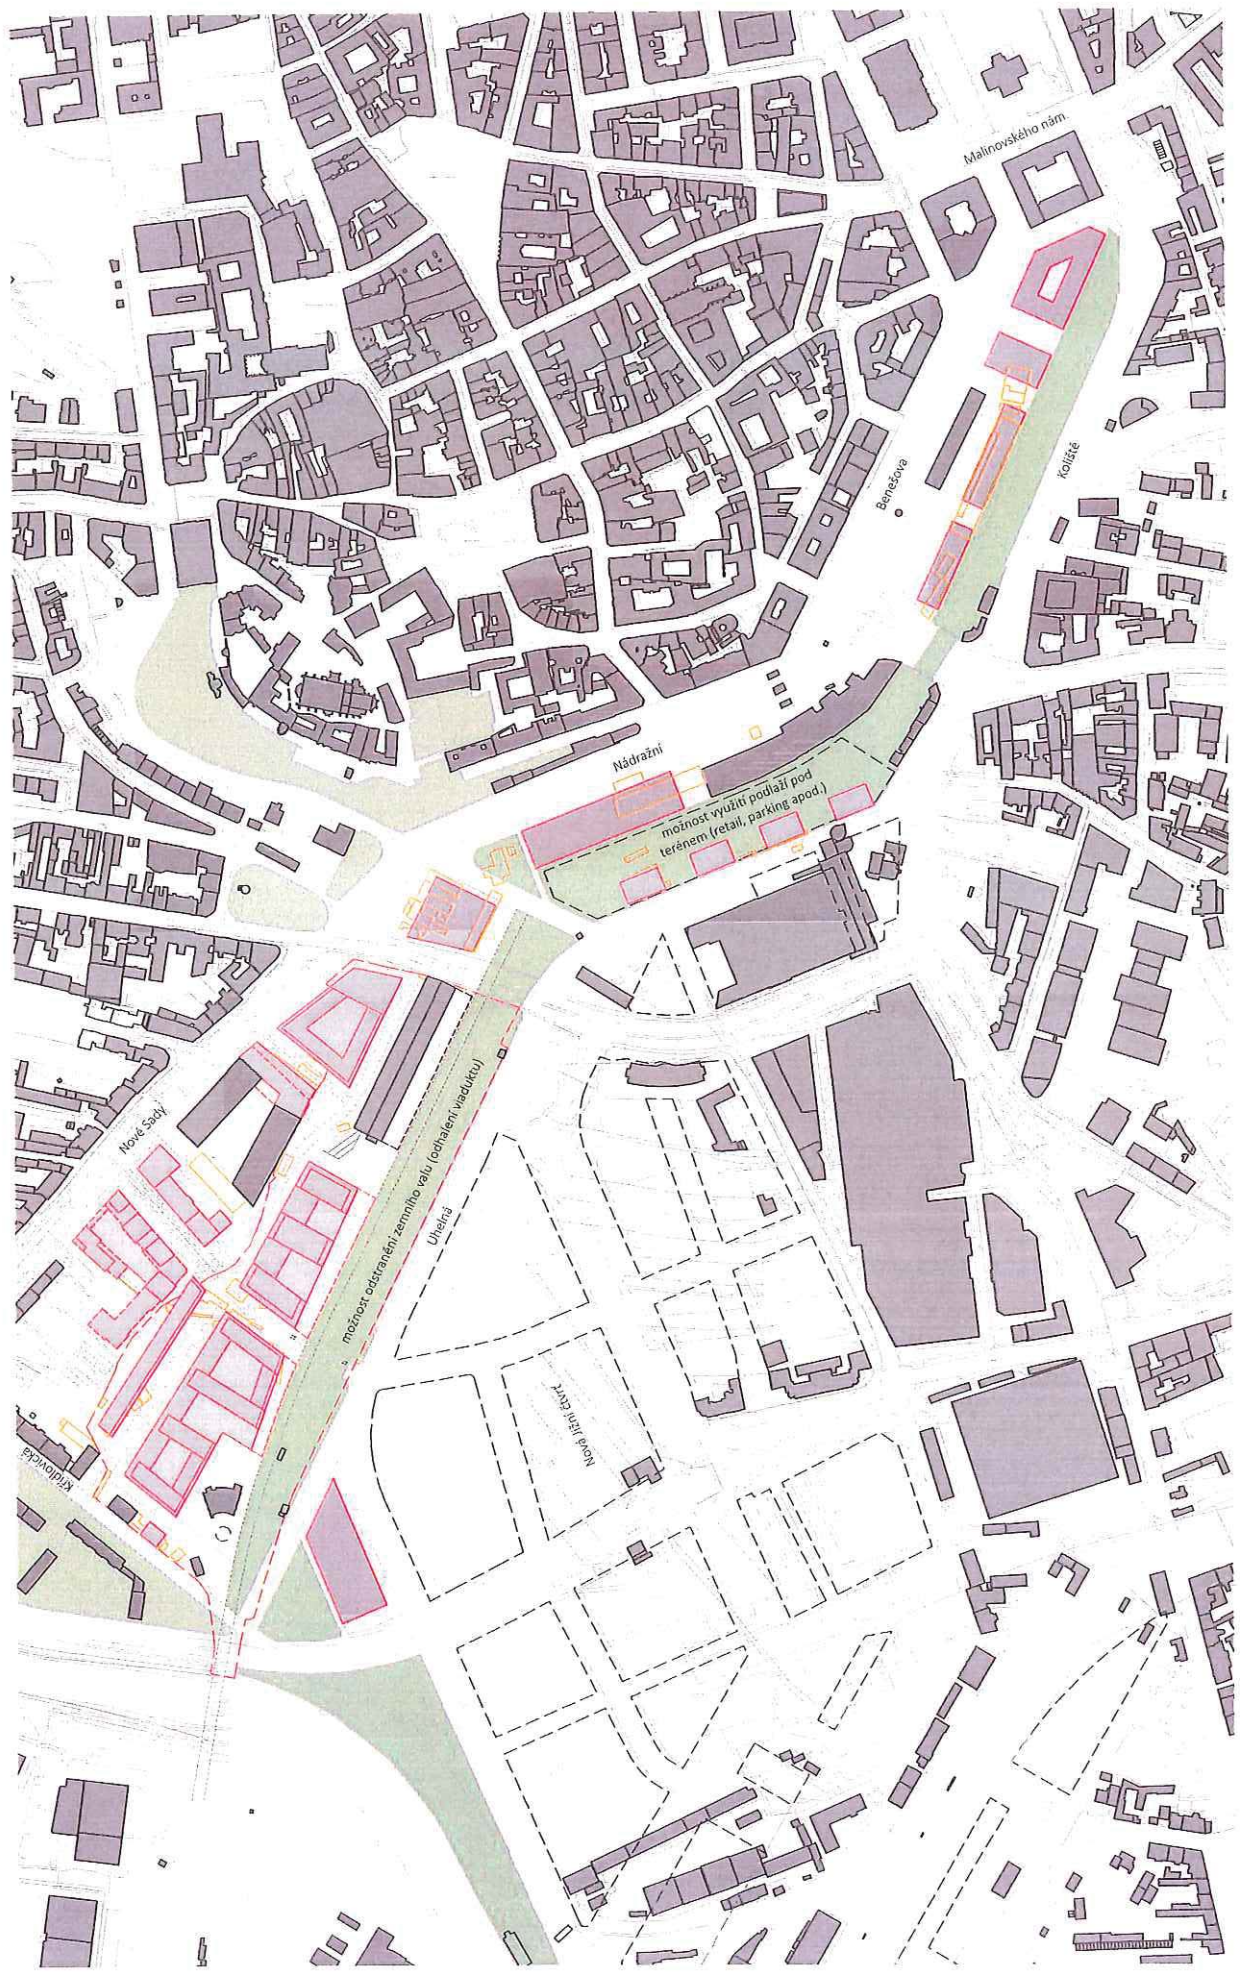 Malinovského nám.
Benešova
Koliště
Nádražní
možnost využití podlaží pod
terénem (retail, parking apod.)
Nové Sady
možnost odstranění zemního valu (odhalení viaduktu)
Uhelná
Nová jižní čtvrť
Křídlovická